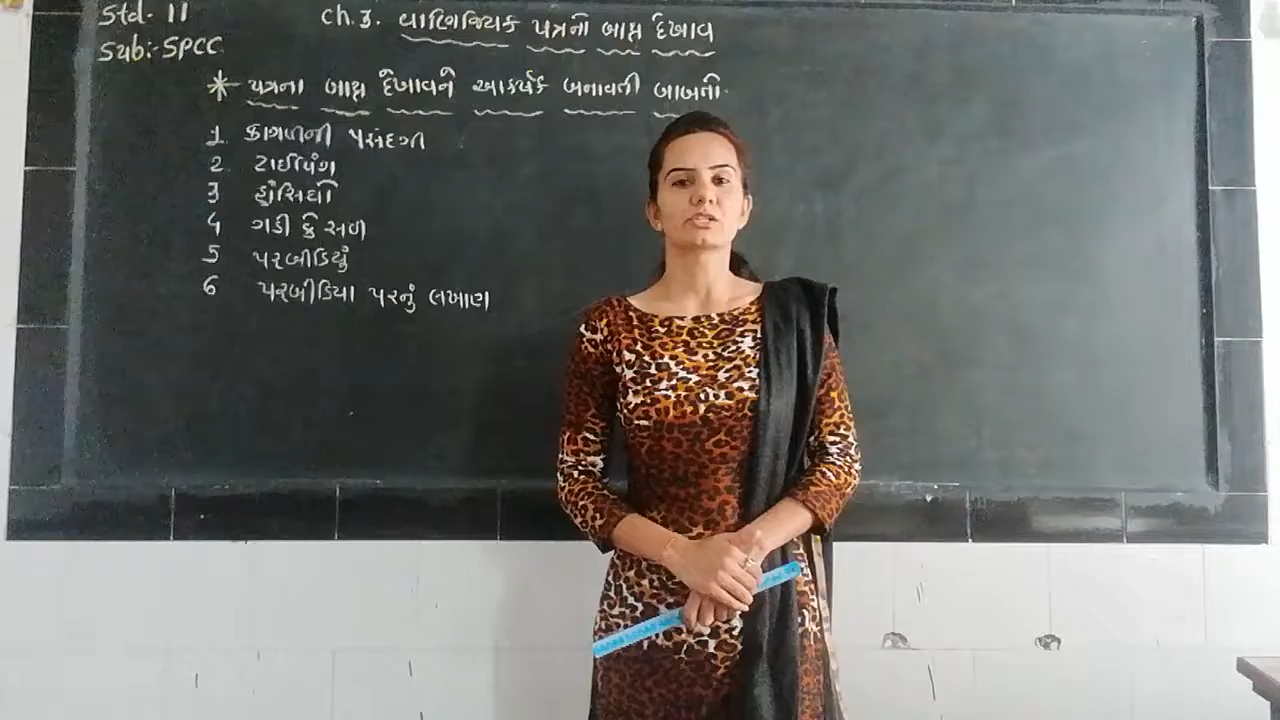 Std- 11
Ch 3. વાણિજ્યિક પત્રનો બાહ્ય દેખાવ
Sub:- SPCC
* પત્રના બાહ્ય દેખાવને આકર્ષક બનાવતી બાબતો.
1. કાગળની પસંદગી
2. ટાઈપિંગ
3 હાંસિયો
4 ગડી કે સળ
5 પરબીડિયું
6 પરબીડિયા પરનું લખાણ